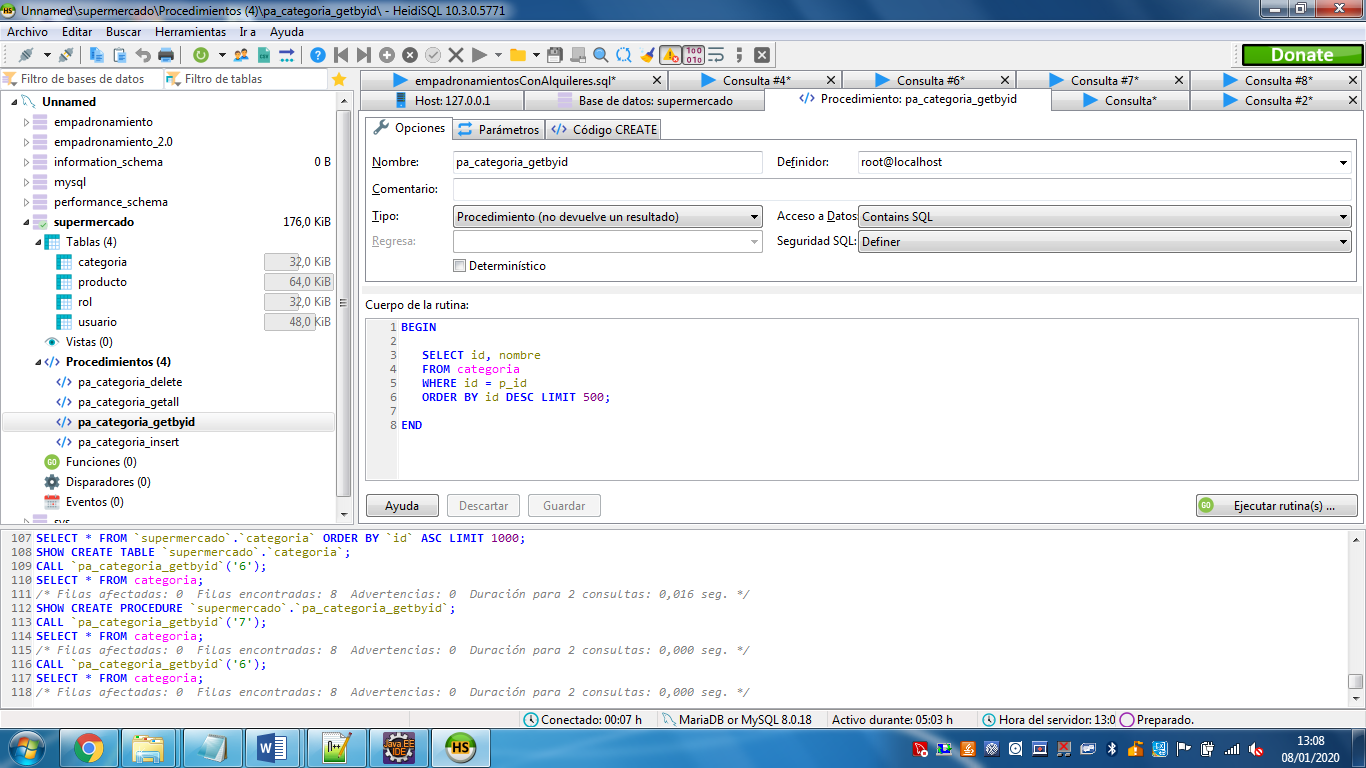 Unnamed\supermercado\Procedimientos (4)\pa_categoria_getbyid\ - HeidiSQL 10.3.0.5771
Archivo Editar Buscar Herramientas Ir a Ayuda
Donate
Filtro de bases de datos
Filtro de tablas
Unnamed
empadronamiento
empadronamiento_2.0
information_schema 0 B
mysql
performance_schema
supermercado 176,0 KiB
Tablas (4)
categoria 32,0 KiB
producto 64,0 KiB
rol 32,0 KiB
usuario 48,0 KiB
Vistas (0)
Procedimientos (4)
pa_categoria_delete
pa_categoria_getall
pa_categoria_getbyid
pa_categoria_insert
Funciones (0)
Disparadores (0)
Eventos (0)
sys
empadronamientosConAlquileres.sql* Consulta #4* Consulta #6* Consulta #7* Consulta #8*
Host: 127.0.0.1 Base de datos: supermercado Procedimiento: pa_categoria_getbyid Consulta* Consulta #2*
Opciones Parámetros Código CREATE
Nombre: pa_categoria_getbyid Definidor: root@localhost
Comentario:
Tipo: Procedimiento (no devuelve un resultado) Acceso a Datos Contains SQL
Regresa: Seguridad SQL: Definer
Determinístico
Cuerpo de la rutina:
1 BEGIN
2
3 SELECT id, nombre
4 FROM categoria
5 WHERE id = p_id
6 ORDER BY id DESC LIMIT 500;
7
8 END
Ayuda Descartar Guardar Ejecutar rutina(s) ...
107 SELECT * FROM `supermercado`.`categoria` ORDER BY `id` ASC LIMIT 1000;
108 SHOW CREATE TABLE `supermercado`.`categoria`;
109 CALL `pa_categoria_getbyid`('6');
110 SELECT * FROM categoria;
111 /* Filas afectadas: 0 Filas encontradas: 8 Advertencias: 0 Duración para 2 consultas: 0,016 seg. */
112 SHOW CREATE PROCEDURE `supermercado`.`pa_categoria_getbyid`;
113 CALL `pa_categoria_getbyid`('7');
114 SELECT * FROM categoria;
115 /* Filas afectadas: 0 Filas encontradas: 8 Advertencias: 0 Duración para 2 consultas: 0,000 seg. */
116 CALL `pa_categoria_getbyid`('6');
117 SELECT * FROM categoria;
118 /* Filas afectadas: 0 Filas encontradas: 8 Advertencias: 0 Duración para 2 consultas: 0,000 seg. */
Conectado: 00:07 h MariaDB or MySQL 8.0.18 Activo durante: 05:03 h Hora del servidor: 13:0 Preparado.
13:08
08/01/2020